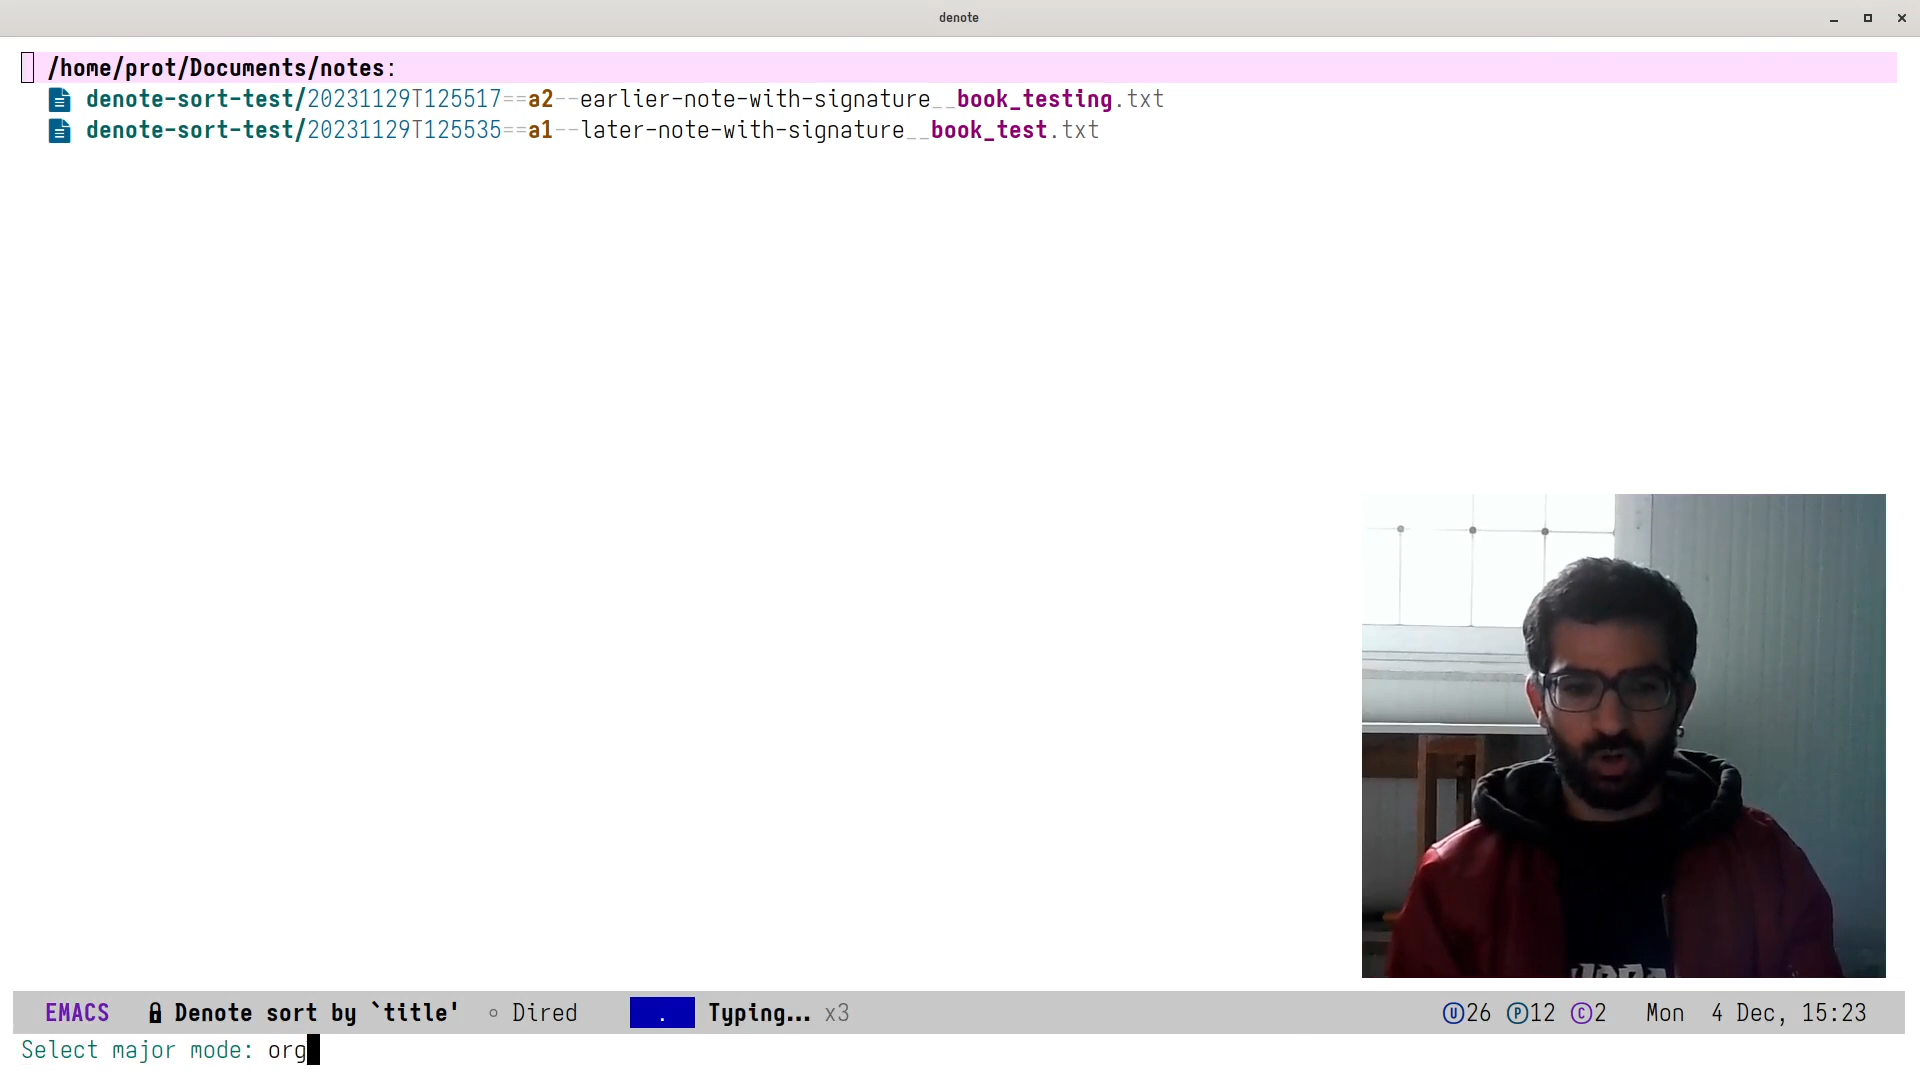 denote
/home/prot/Documents/notes:
denote-sort-test/20231129T125517==a2--earlier-note-with-signature__book_testing.txt
denote-sort-test/20231129T125535==a1--later-note-with-signature__book_test.txt
EMACS Denote sort by `title' ◦ Dired . Typing... x3 U26 P12 C2 Mon 4 Dec, 15:23
Select major mode: org